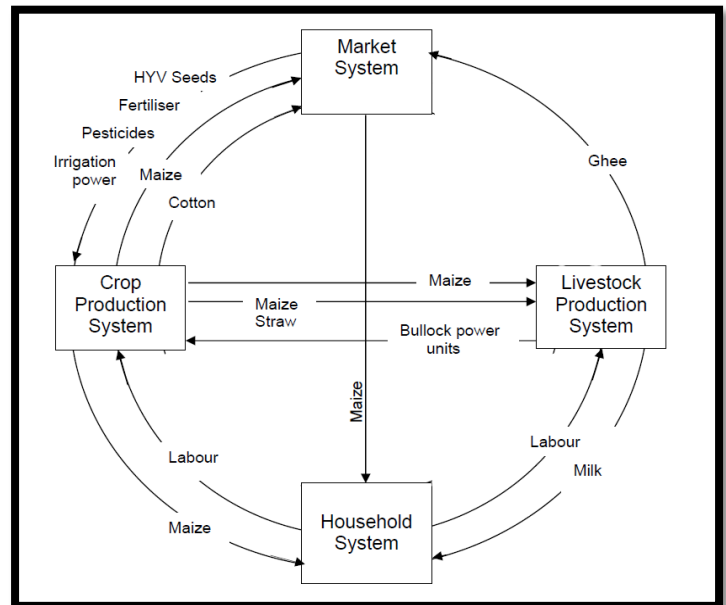 Market
System
HYV Seeds
Fertiliser
Pesticides
Irrigation
power
Maize
Cotton
Ghee
Crop
Production
System
Maize
Maize
Straw
Bullock power
units
Livestock
Production
System
Maize
Labour
Maize
Labour
Milk
Household
System